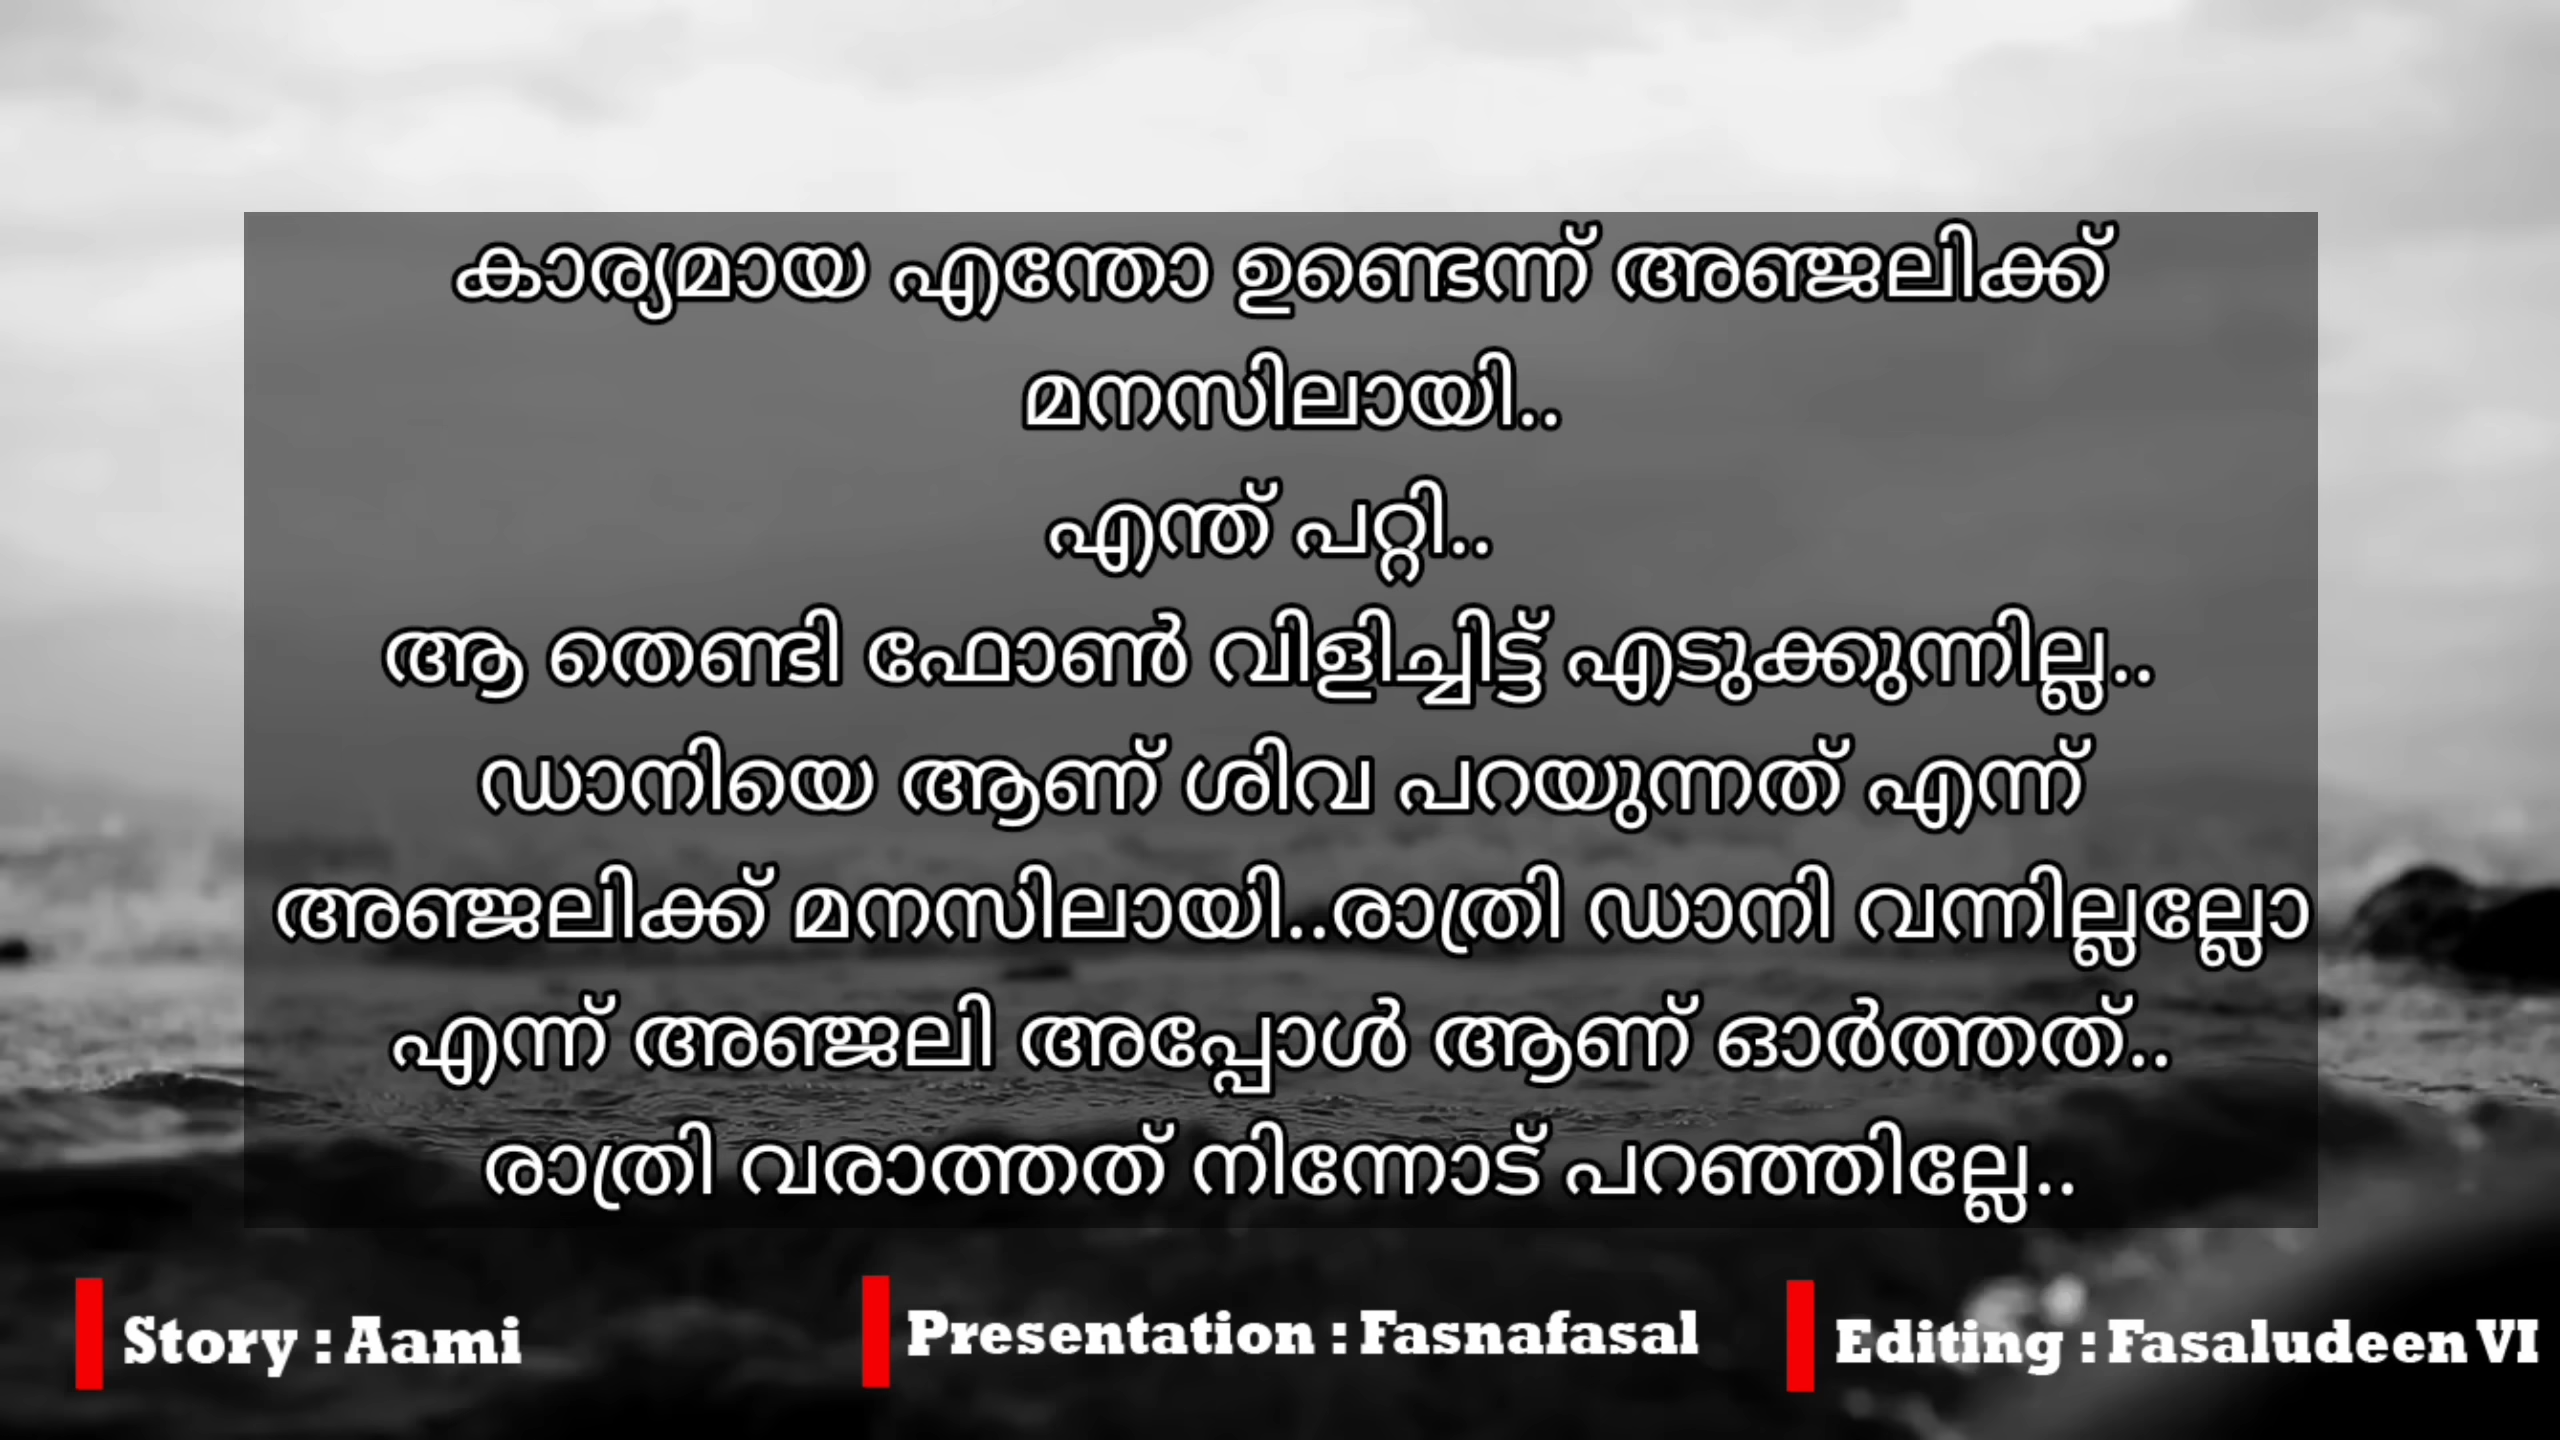 കാര്യമായ എന്തോ ഉണ്ടെന്ന് അഞ്ജലിക്ക്
മനസിലായി..
എന്ത് പറ്റി..
ആ തെണ്ടി ഫോൺ വിളിച്ചിട്ട് എടുക്കുന്നില്ല..
ഡാനിയെ ആണ് ശിവ പറയുന്നത് എന്ന്
അഞ്ജലിക്ക് മനസിലായി..രാത്രി ഡാനി വന്നില്ലല്ലോ
എന്ന് അഞ്ജലി അപ്പോൾ ആണ് ഓർത്തത്..
രാത്രി വരാത്തത് നിന്നോട് പറഞ്ഞില്ലേ..
Story : Aami
Presentation : Fasnafasal
Editing : Fasaludeen VI